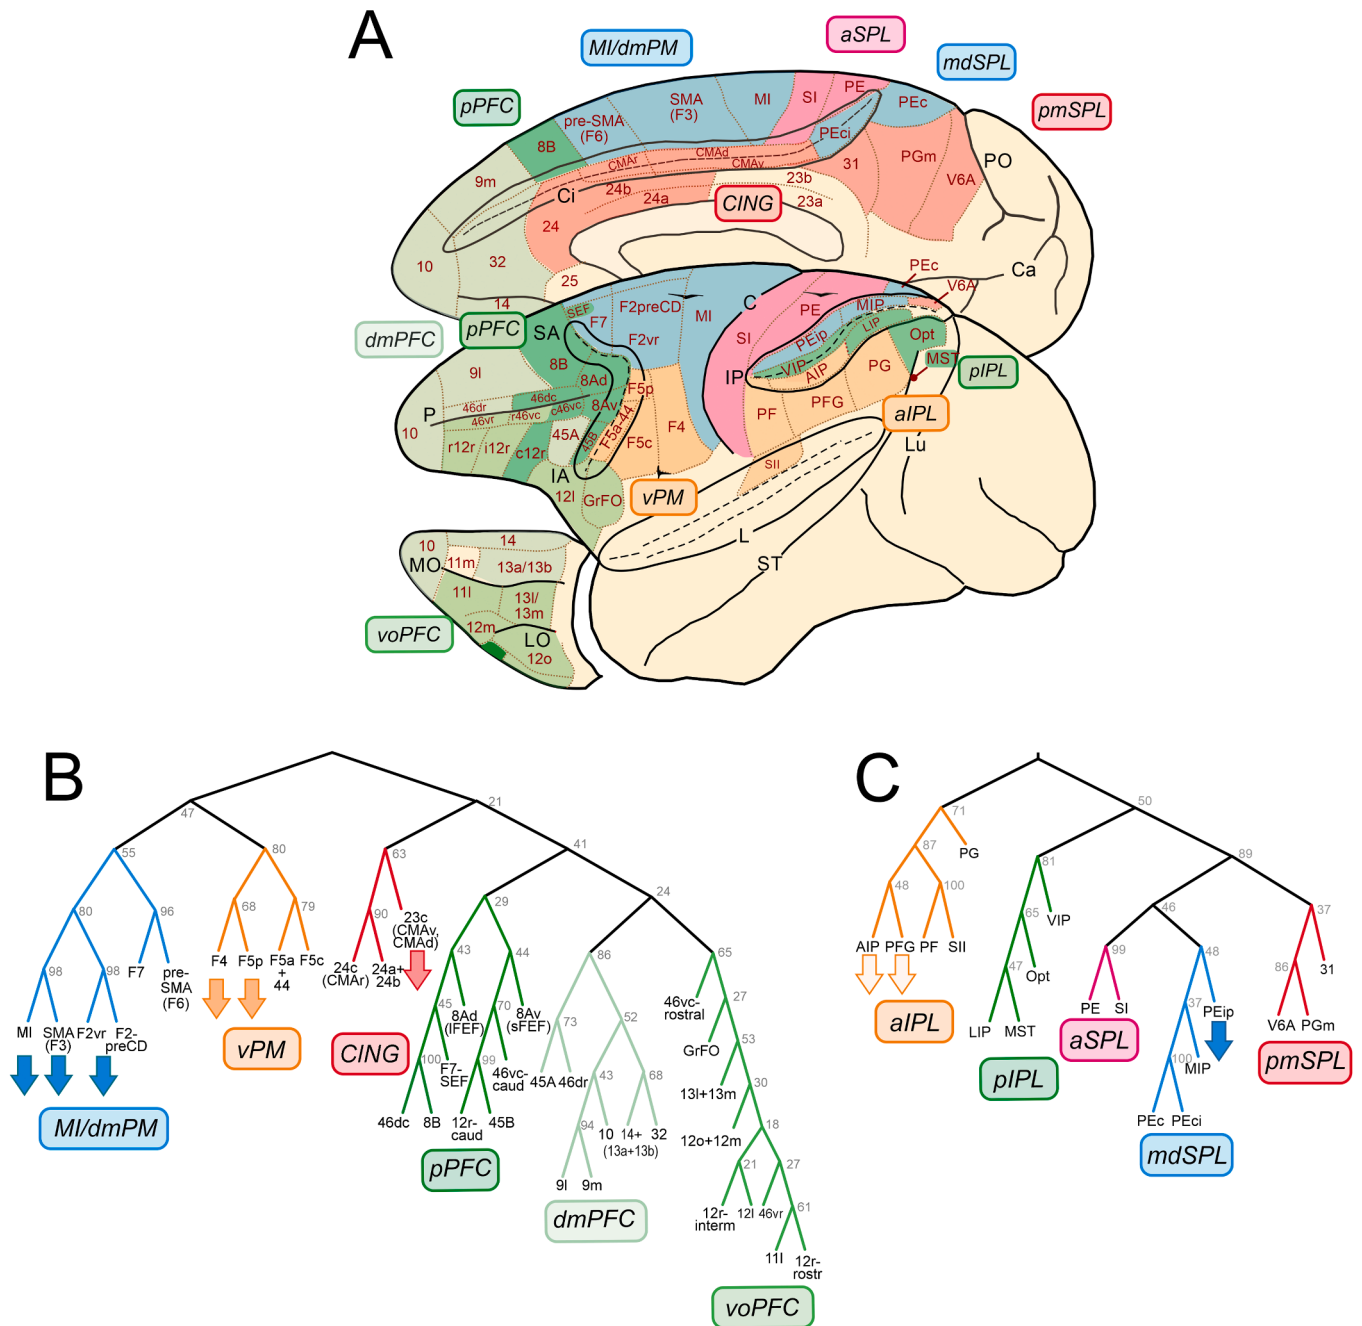 A
MI/dmPM
aSPL
mdSPL
pPFC
pmSPL
8B
pre-SMA
(F6)
SMA
(F3)
MI
SI
PE
PEc
PEci
9m
CMAr
CMAd
CMAv
31
PGm
V6A
PO
Ci
24b
24a
23b
23a
CING
24
10
32
25
14
Ca
PEc
V6A
dmPFC
pPFC
SA
SEF
F7
F2preCD
F2vr
MI
C
SI
PE
MIP
PEip
LIP
VIP
AIP
Opt
MST
pIPL
PG
IP
9l
8B
8Ad
F5p
46dc
46dr
c46vc
8Av
r46vc
46vr
P
10
r12r
i12r
c12r
45A
45B
F5a-44
F5c
F4
PF
PFG
aIPL
Lu
SII
IA
12l
GrFO
vPM
L
ST
10
14
MO
11m
13a/13b
11l
13l/
13m
12m
LO
12o
voPFC
B
47
21
55
80
63
41
80
96
68
79
90
23c
(CMAv,
CMAd)
29
24
98
98
F7
pre-
SMA
(F6)
F4
F5p
F5a
+
44
F5c
24c
(CMAr)
24a+
24b
43
44
86
65
MI
SMA
(F3)
F2vr
F2-
preCD
45
8Ad
(lFEF)
70
8Av
(sFEF)
73
52
46vc-
rostral
27
vPM
CING
100
F7-
SEF
99
46vc-
caud
45A
46dr
43
68
GrFO
53
MI/dmPM
46dc
8B
12r-
caud
45B
94
10
14+
(13a+13b)
32
13l+13m
30
12o+12m
18
pPFC
9l
9m
21
27
dmPFC
12r-
interm
12l
46vr
61
11l
12r-
rostr
voPFC
C
71
50
87
PG
81
89
48
100
65
VIP
46
37
AIP
PFG
PF
SII
47
Opt
99
48
86
31
aIPL
LIP
MST
PE
SI
37
PEip
V6A
PGm
pIPL
aSPL
100
MIP
pmSPL
PEc
PEci
mdSPL